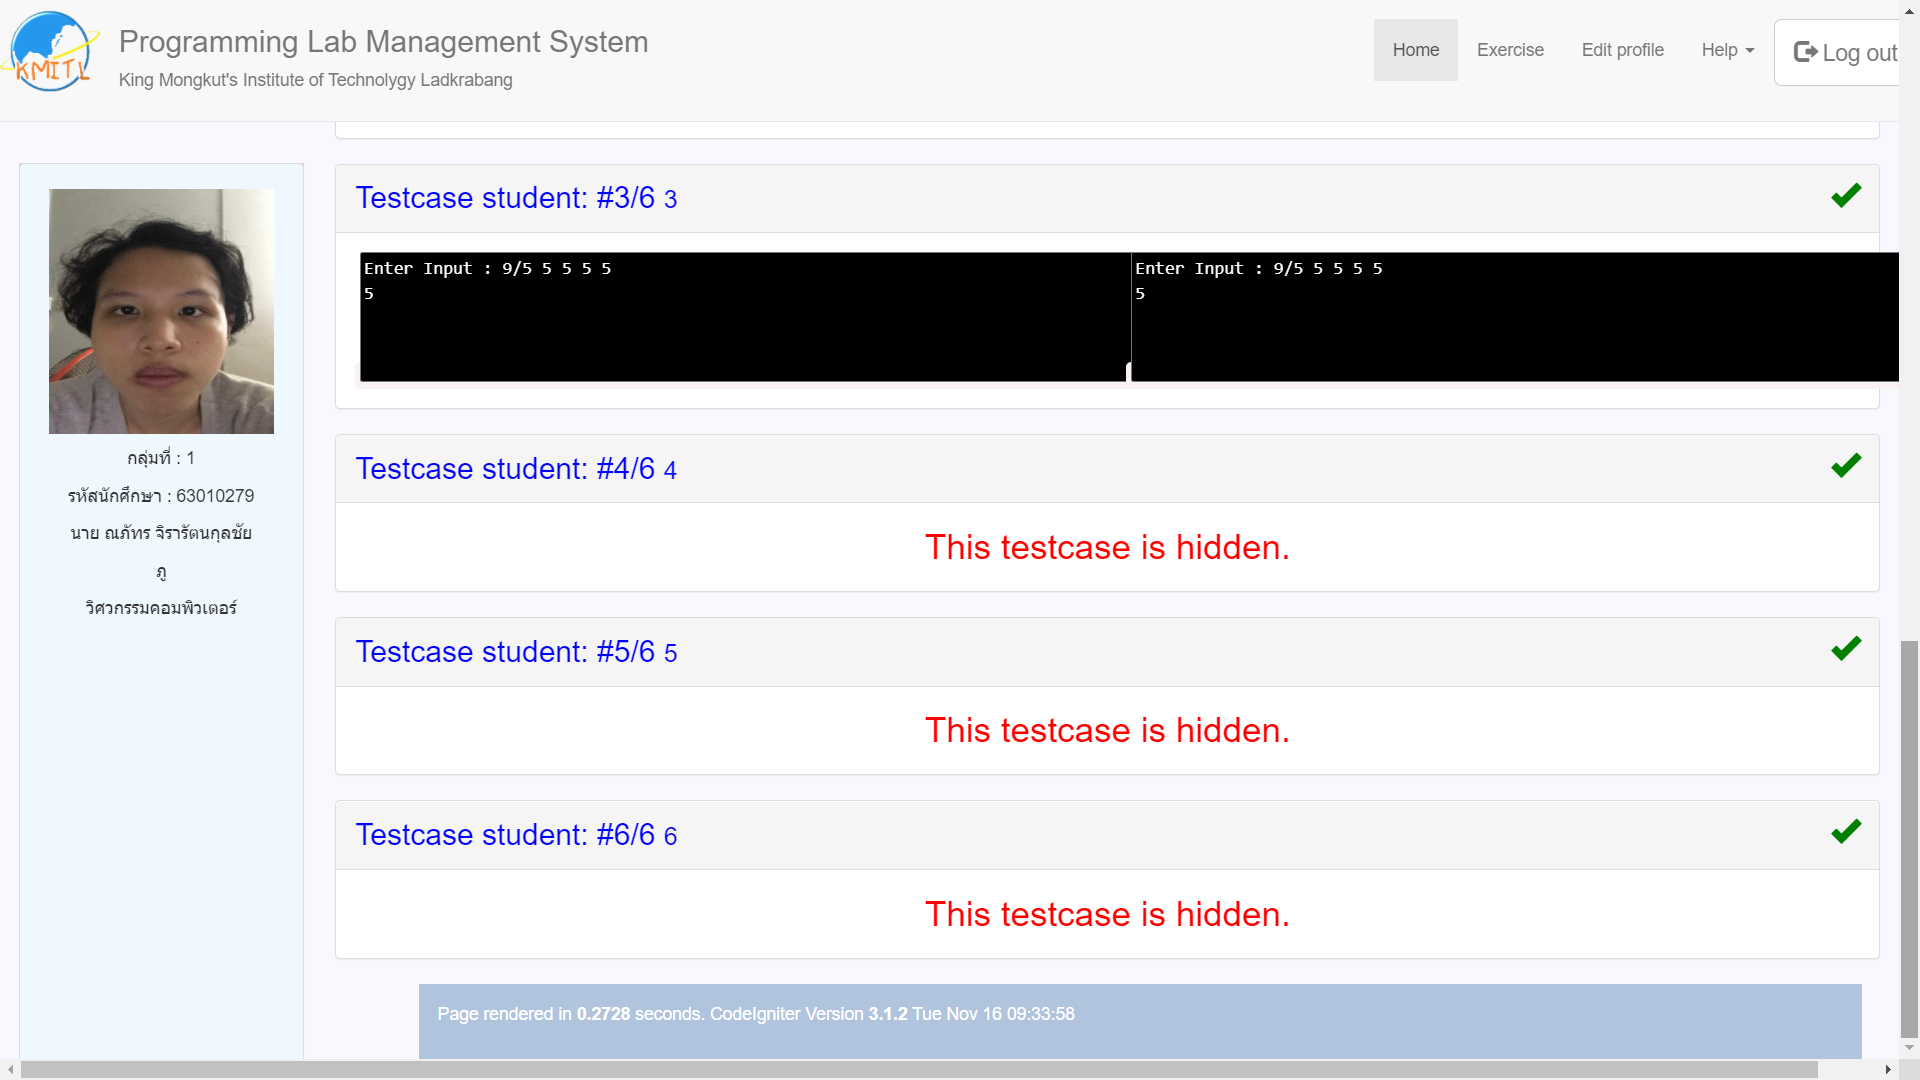 KMITL
Programming Lab Management System
King Mongkut's Institute of Technolygy Ladkrabang
Home
Exercise
Edit profile
Help
Log out
กลุ่มที่ : 1
รหัสนักศึกษา : 63010279
นาย ณภัทร จิรารัตนกุลชัย
ภู
วิศวกรรมคอมพิวเตอร์
Testcase student: #3/6 3
Enter Input : 9/5 5 5 5 5
5
Enter Input : 9/5 5 5 5 5
5
Testcase student: #4/6 4
This testcase is hidden.
Testcase student: #5/6 5
This testcase is hidden.
Testcase student: #6/6 6
This testcase is hidden.
Page rendered in 0.2728 seconds. CodeIgniter Version 3.1.2 Tue Nov 16 09:33:58